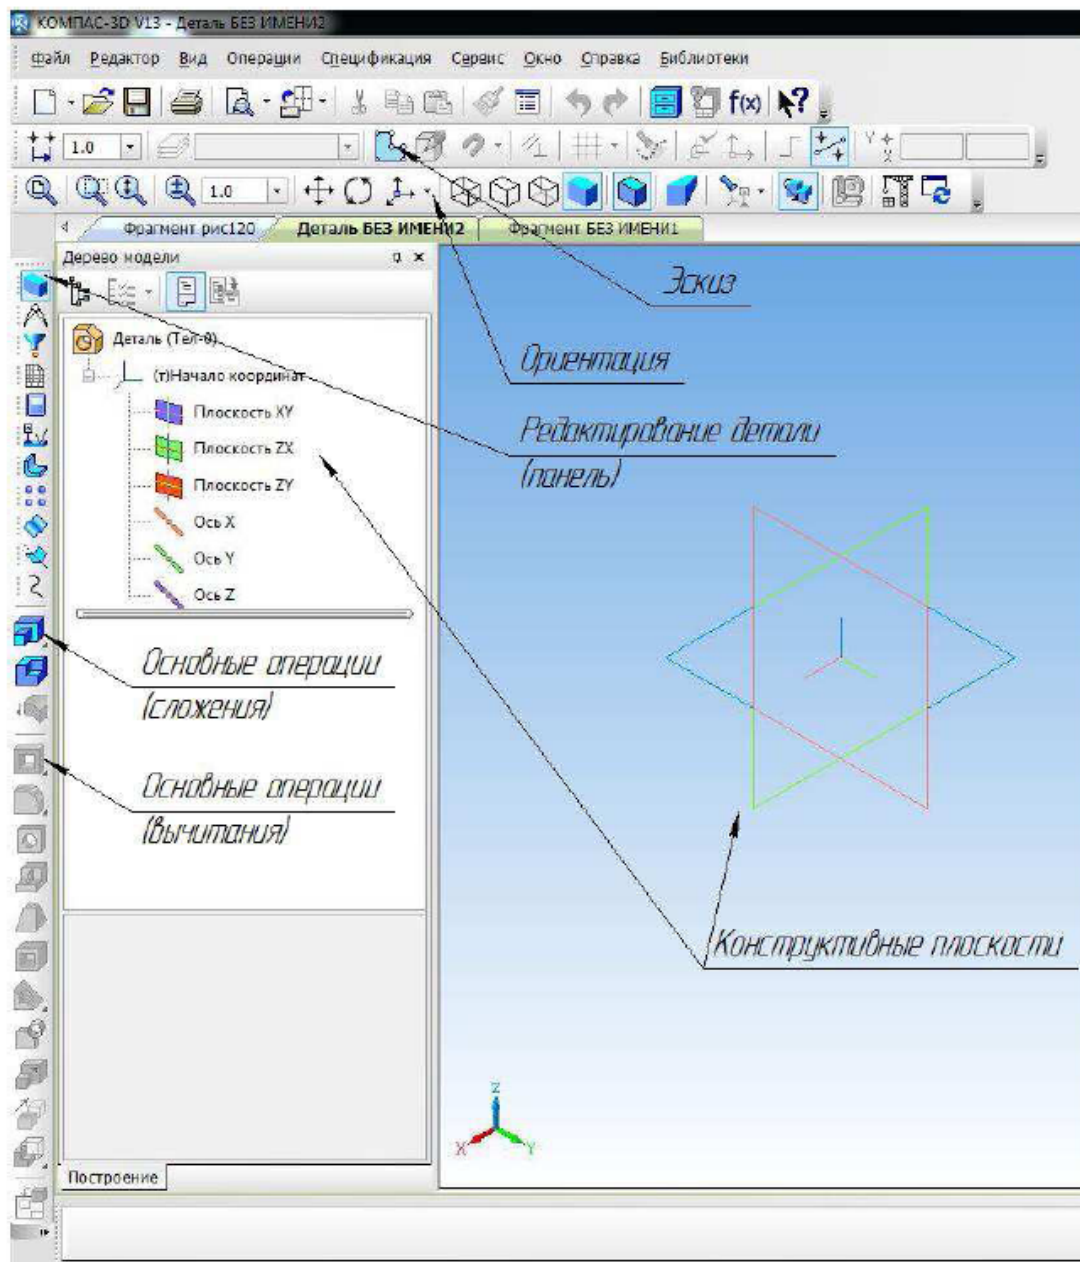 КОМПАС-3D V13 - Деталь БЕЗ ИМЕНИ2
Файл Редактор Вид Операции Спецификация Сервис Окно Справка Библиотеки
f(x)
1.0
1.0
Фрагмент рис120 Деталь БЕЗ ИМЕНИ2 Фрагмент БЕЗ ИМЕНИ1
Дерево модели
Эскиз
Деталь (Тел-0)
Ориентация
(т)Начало координат
Плоскость XY
Редактирование детали
(панель)
Плоскость ZX
Плоскость ZY
Ось X
Ось Y
Ось Z
Основные операции
(сложения)
Основные операции
(вычитания)
Конструктивные плоскости
Z
X Y
Построение